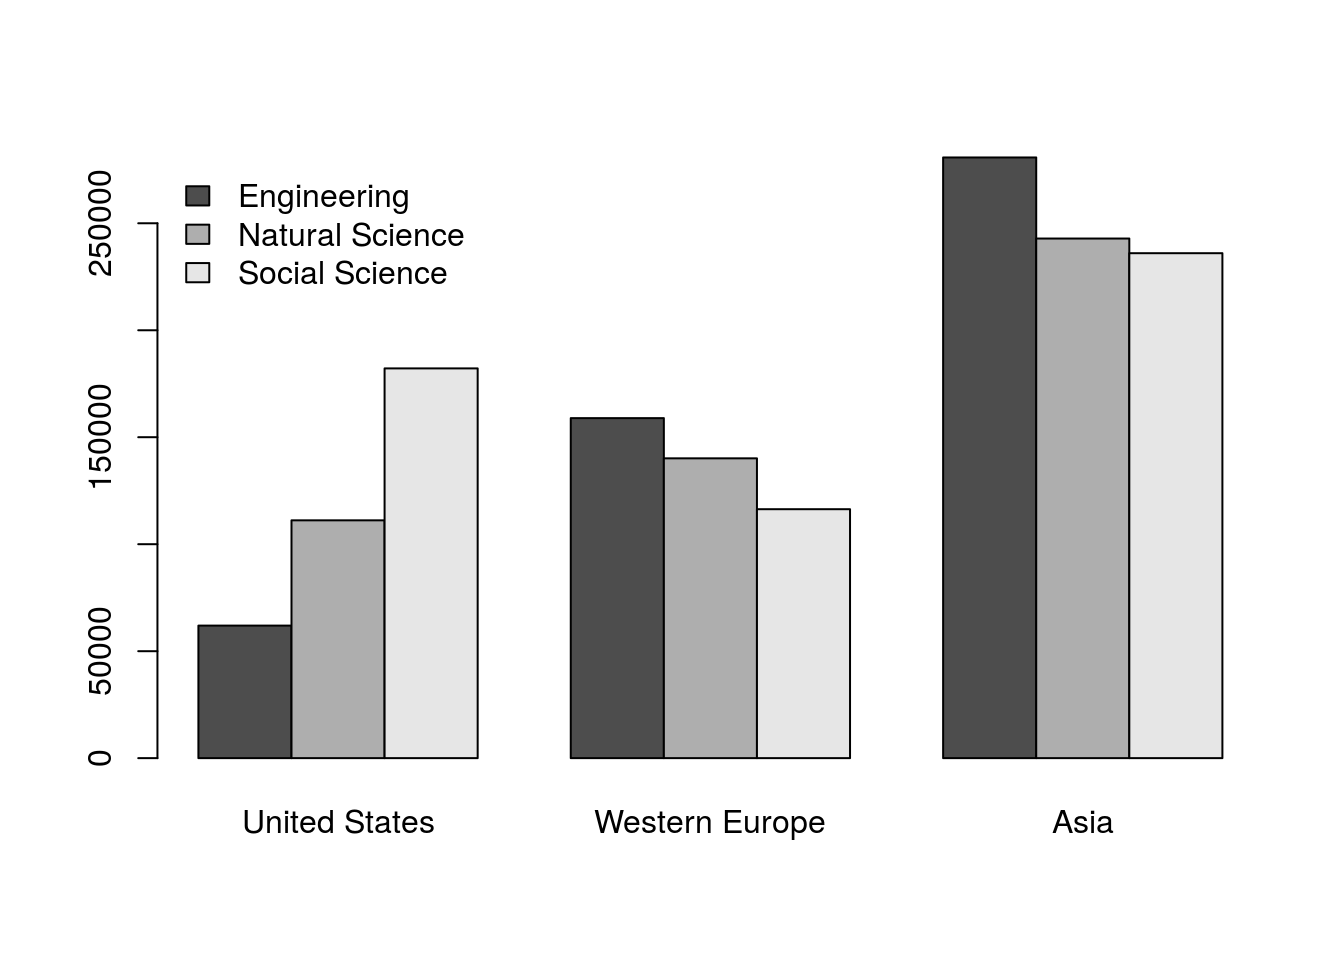 Engineering
Natural Science
Social Science
250000
150000
50000
0
United States
Western Europe
Asia